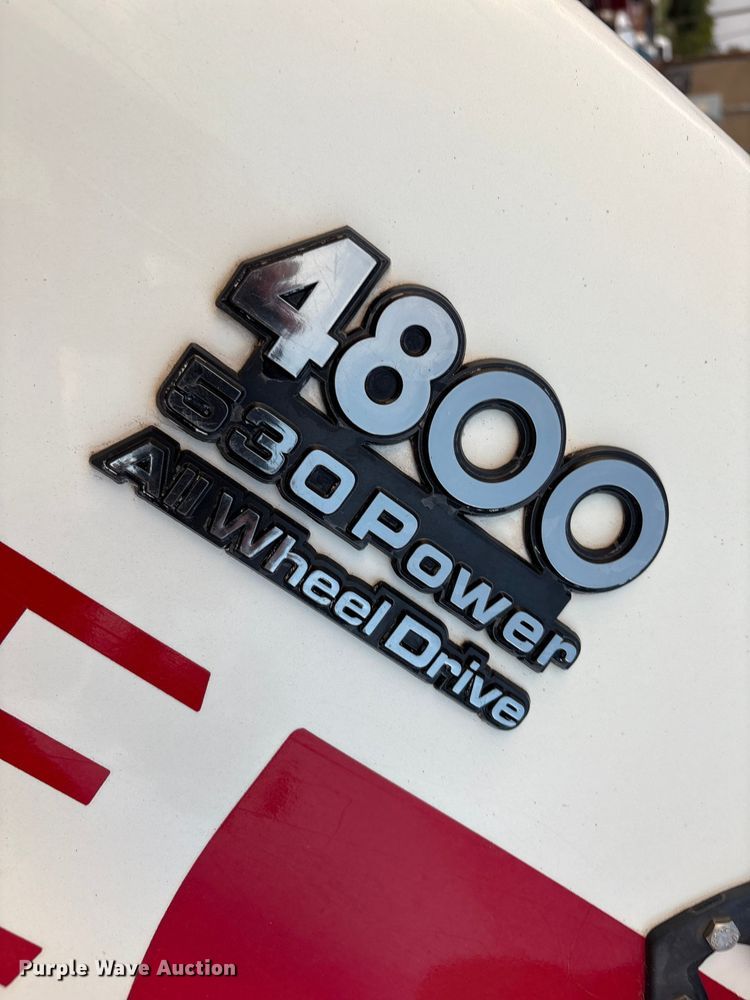 4800
530 Power
All Wheel Drive
Purple Wave Auction